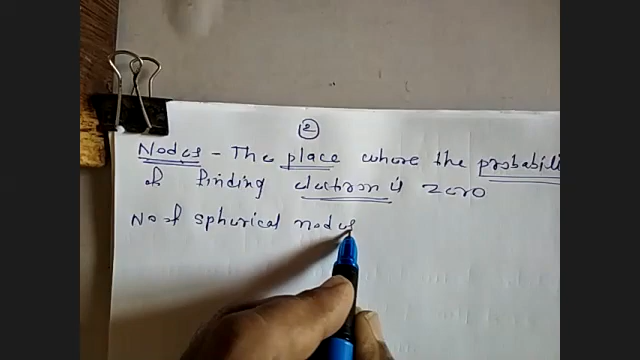 2
Nodes - The place where the probabili
of finding electron is zero
No of spherical nodes